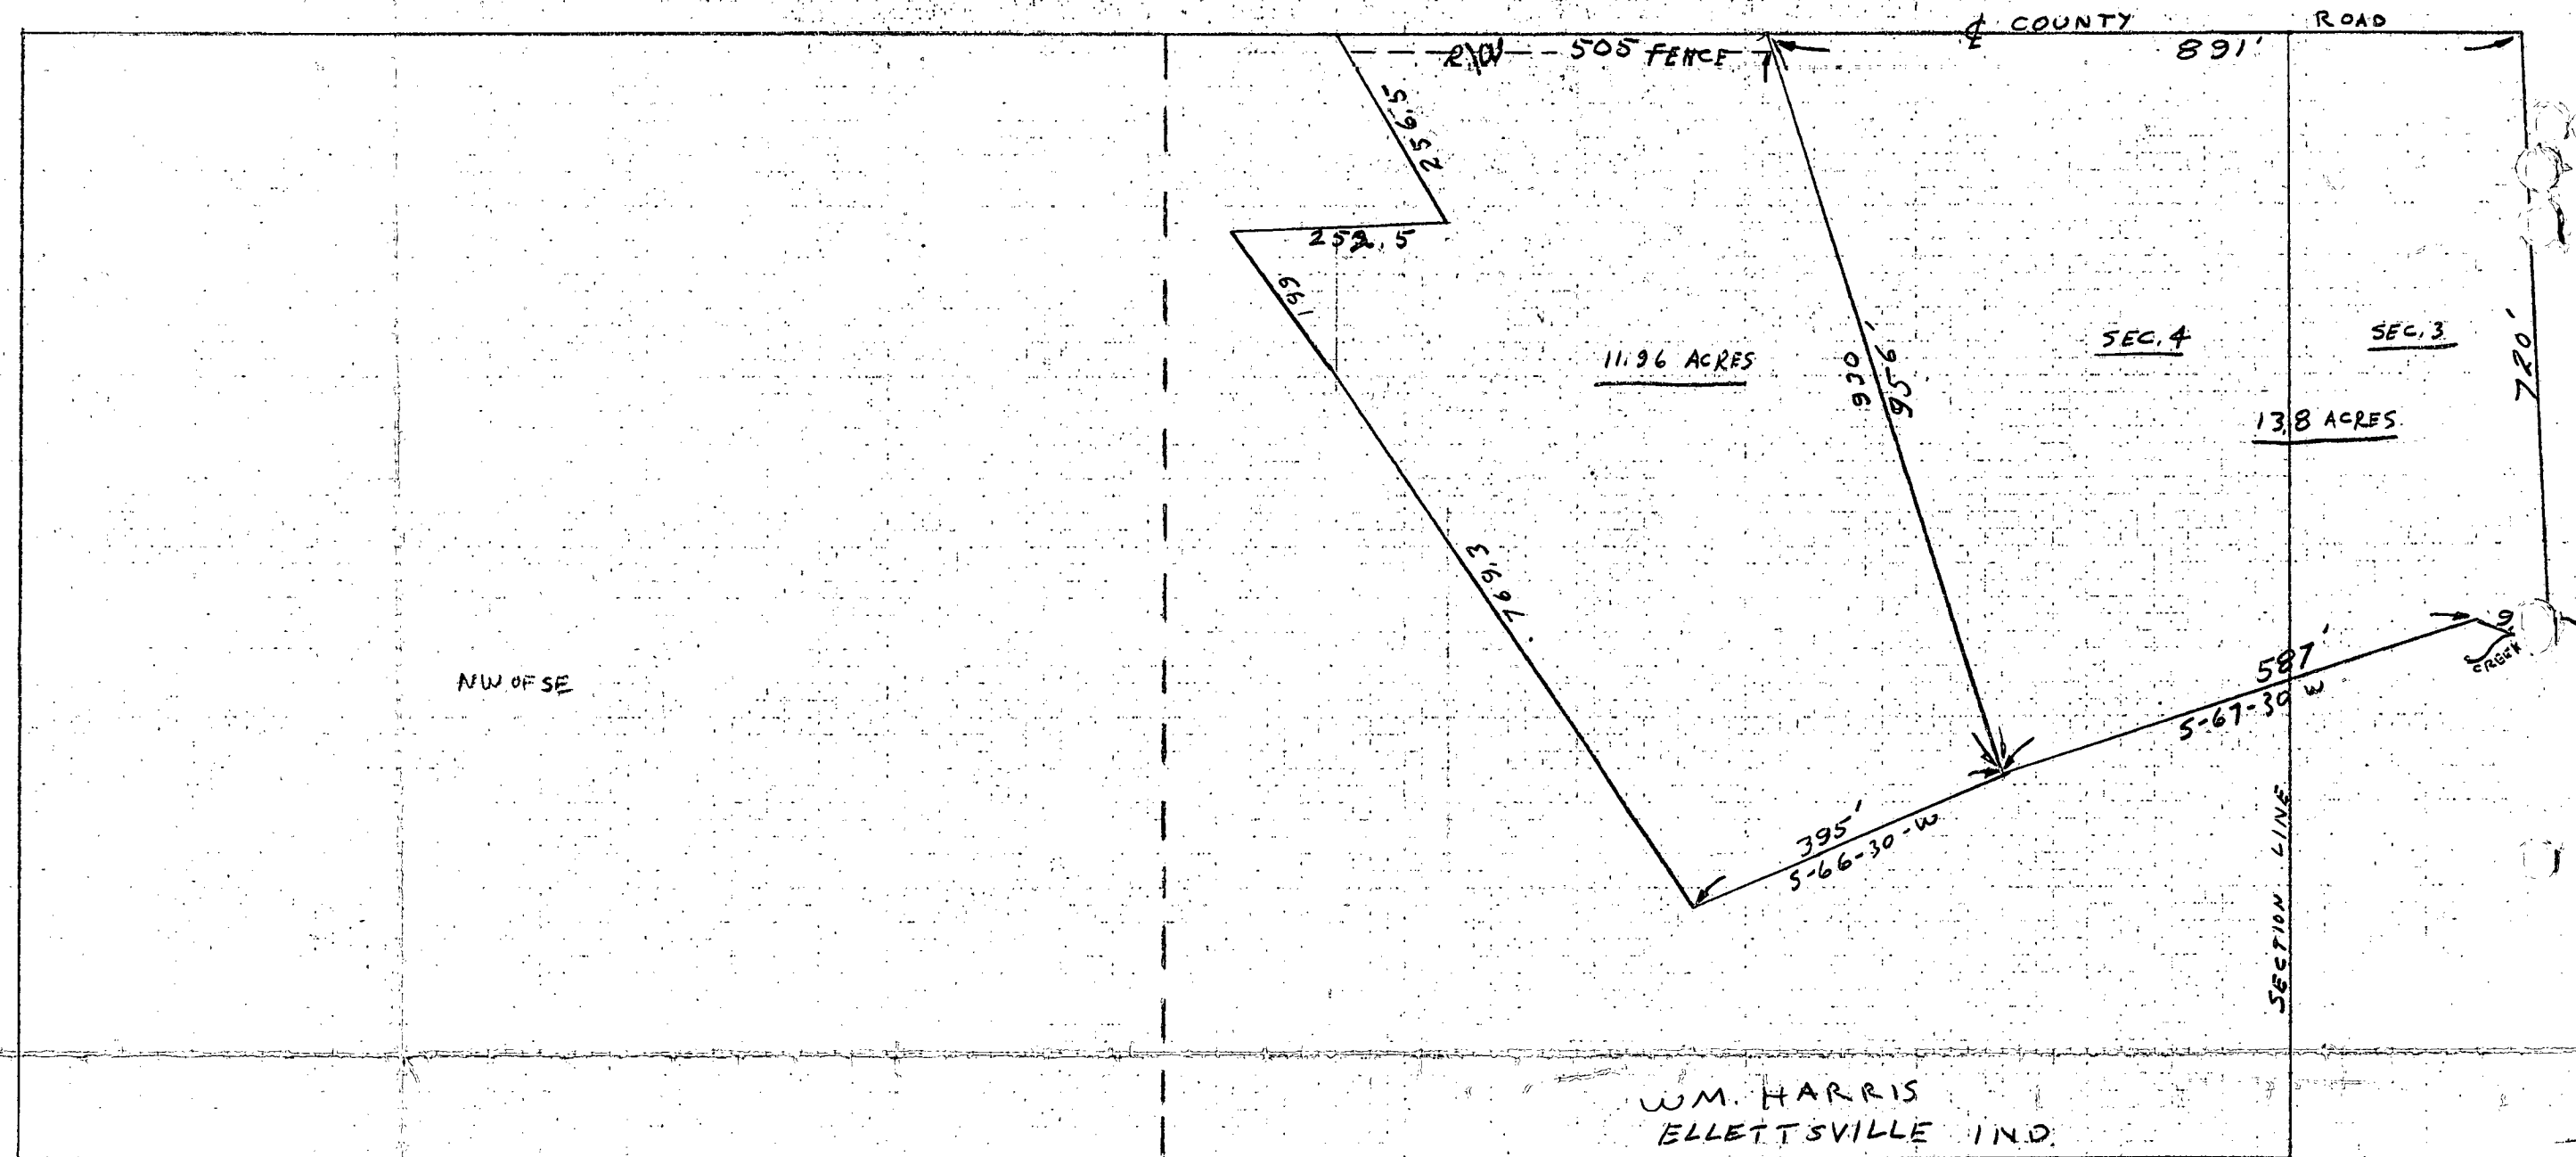 ℄ COUNTY ROAD
R/W 505 FENCE
891'
256.5
252.5
199
11.96 ACRES
930
956'
SEC. 4
SEC. 3
720'
13.8 ACRES
769.3
NW OF SE
587'
S-67-30 W
CREEK
395'
S-66-30-W
SECTION LINE
WM. HARRIS
ELLETTSVILLE IND.